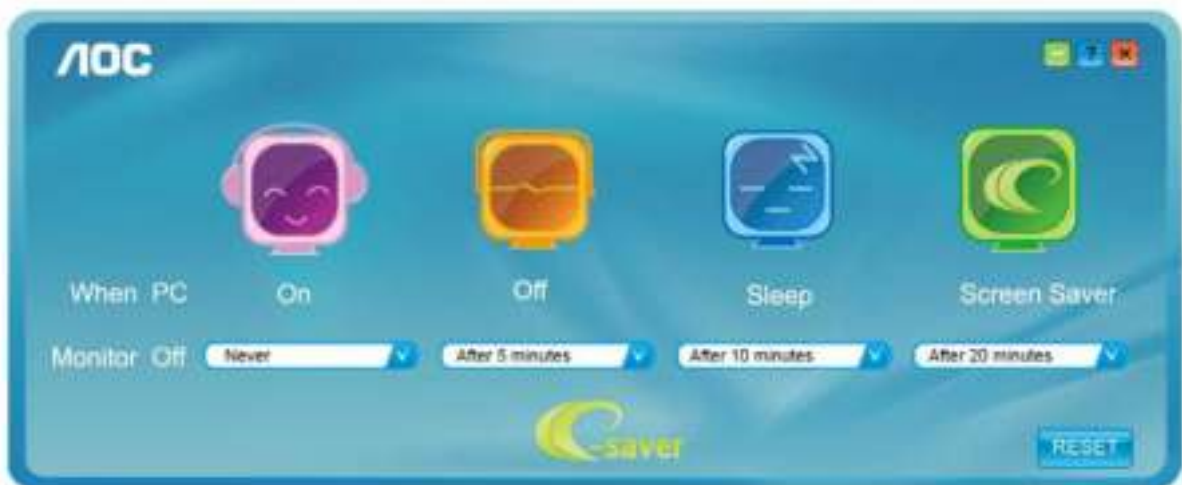 AOC
?
When PC On Off Sleep Screen Saver
Monitor Off Never After 5 minutes After 10 minutes After 20 minutes
e-saver
RESET